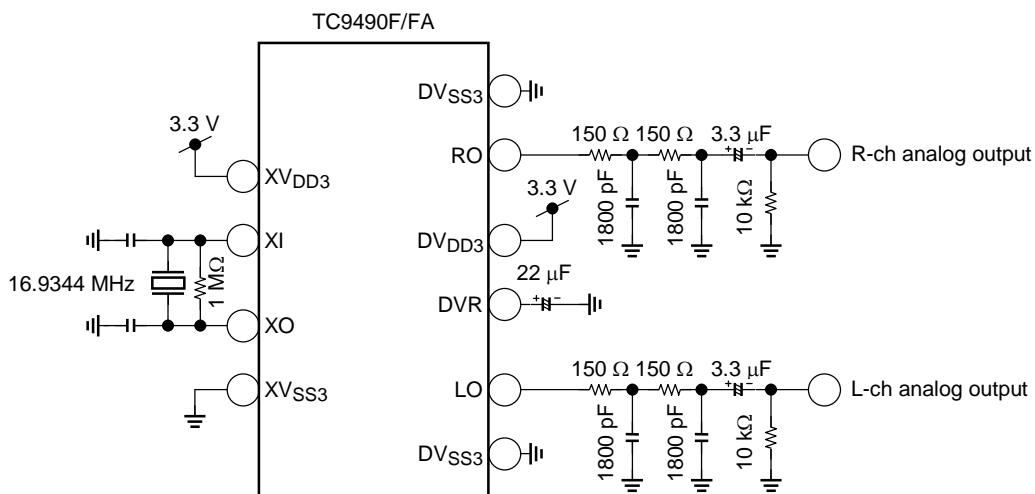 TC9490F/FA
DVSS3
3.3 V
150 Ω 150 Ω 3.3 μF
RO
R-ch analog output
XVDD3
1800 pF
1800 pF
10 kΩ
3.3 V
XI
DVDD3
16.9344 MHz
1 MΩ
22 μF
DVR
+ −
XO
150 Ω 150 Ω 3.3 μF
+ −
XVSS3
LO
L-ch analog output
1800 pF
1800 pF
10 kΩ
DVSS3
+ −